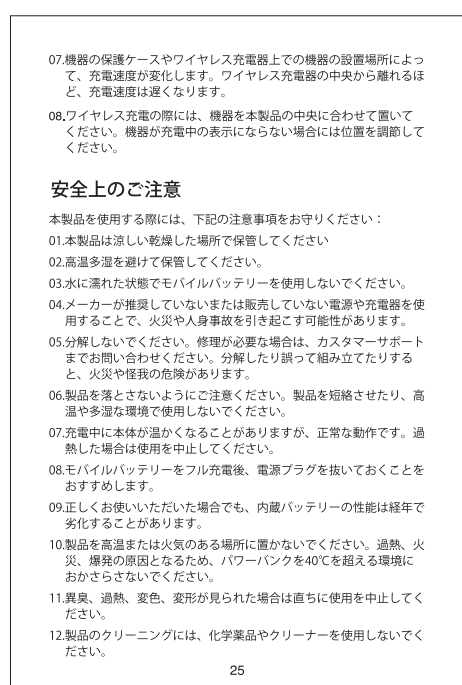 07.機器の保護ケースやワイヤレス充電器上での機器の設置場所によっ
て、充電速度が変化します。ワイヤレス充電器の中央から離れるほ
ど、充電速度は遅くなります。
08.ワイヤレス充電の際には、機器を本製品の中央に合わせて置いて
ください。機器が充電中の表示にならない場合には位置を調節して
ください。
安全上のご注意
本製品を使用する際には、下記の注意事項をお守りください：
01.本製品は涼しい乾燥した場所で保管してください
02.高温多湿を避けて保管してください。
03.水に濡れた状態でモバイルバッテリーを使用しないでください。
04.メーカーが推奨していないまたは販売していない電源や充電器を使
用することで、火災や人身事故を引き起こす可能性があります。
05.分解しないでください。修理が必要な場合は、カスタマーサポート
までお問い合わせください。分解したり誤って組み立てたりする
と、火災や怪我の危険があります。
06.製品を落とさないようにご注意ください。製品を短絡させたり、高
温や多湿な環境で使用しないでください。
07.充電中に本体が温かくなることがありますが、正常な動作です。過
熱した場合は使用を中止してください。
08.モバイルバッテリーをフル充電後、電源プラグを抜いておくことを
おすすめします。
09.正しくお使いいただいた場合でも、内蔵バッテリーの性能は経年で
劣化することがあります。
10.製品を高温または火気のある場所に置かないでください。過熱、火
災、爆発の原因となるため、パワーバンクを40℃を超える環境に
おかさらさないでください。
11.異臭、過熱、変色、変形が見られた場合は直ちに使用を中止してく
ださい。
12.製品のクリーニングには、化学薬品やクリーナーを使用しないでく
ださい。
25